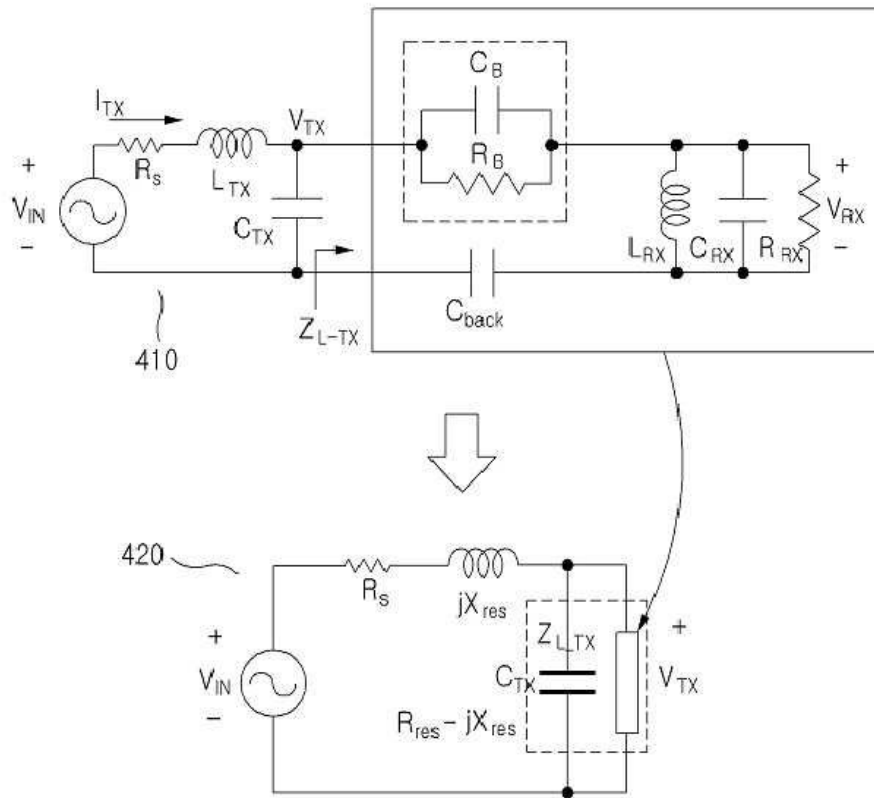 C_B
I_TX
V_TX
R_B
+
R_s
+
V_IN
L_TX
V_RX
−
C_TX
−
L_RX
C_RX
R_RX
Z_L-TX
C_back
410
420
R_s
jX_res
+
Z_L_TX
+
V_IN
C_TX
V_TX
−
R_res - jX_res